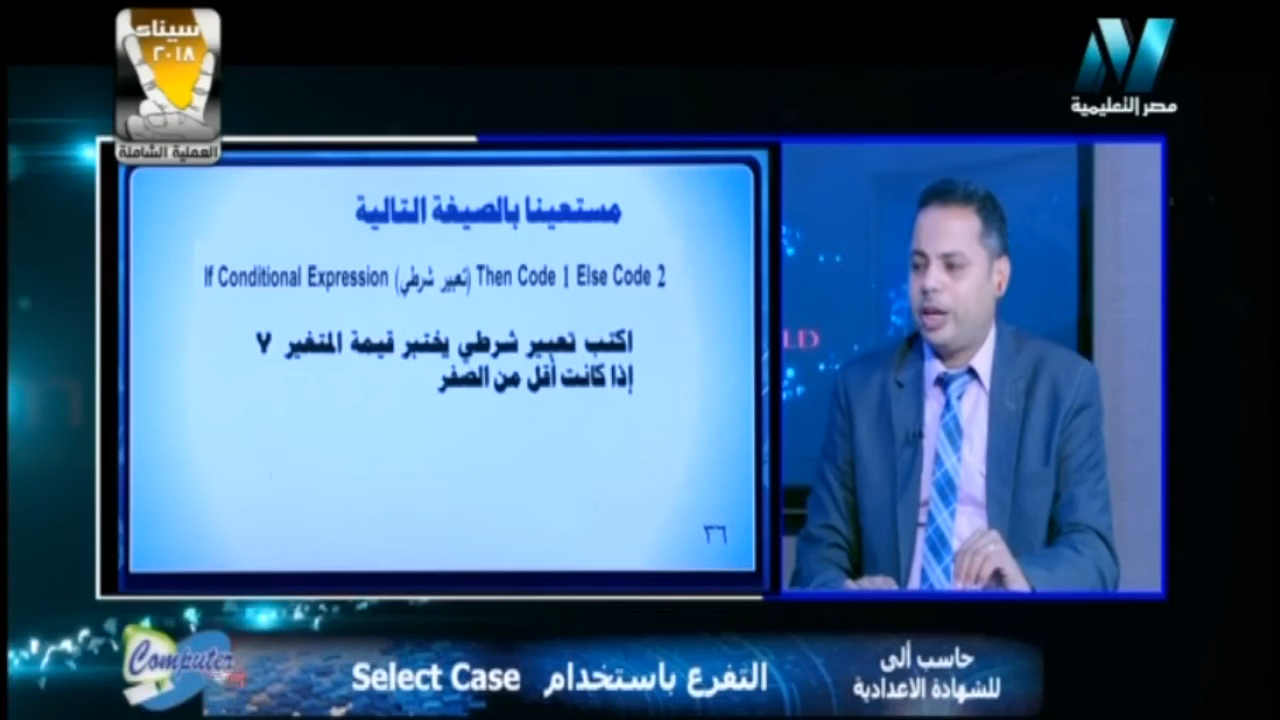 سيناء
٢٠١٨
العملية الشاملة
مصر التعليمية
مستعينا بالصيغة التالية
If Conditional Expression (تعبير شرطي) Then Code 1 Else Code 2
اكتب تعبير شرطي يختبر قيمة المتغير Y
إذا كانت أقل من الصفر
٣٦
LD
Computer
التفرع باستخدام Select Case
حاسب ألى
للشهادة الاعدادية